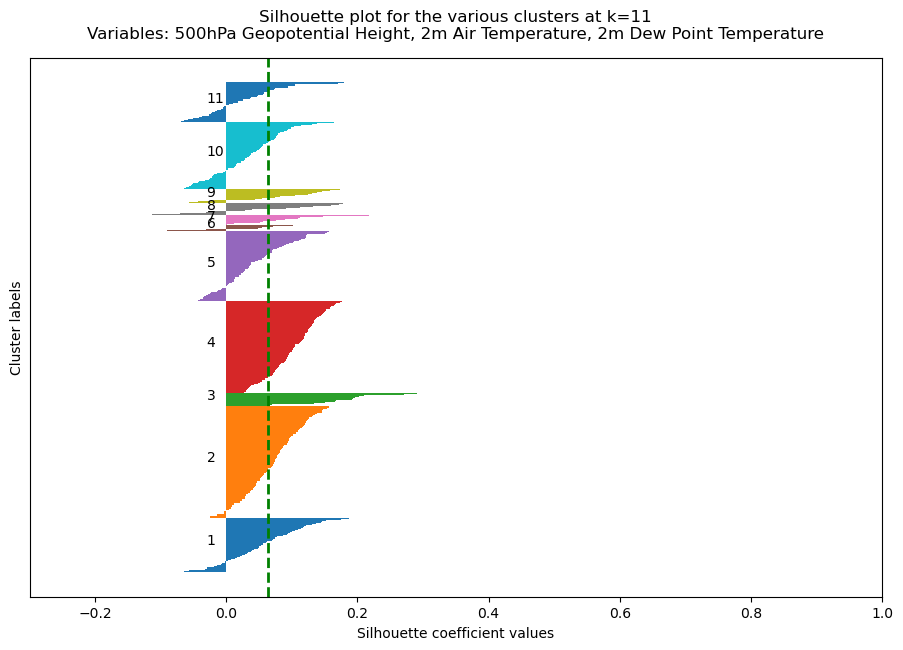 Silhouette plot for the various clusters at k=11
Variables: 500hPa Geopotential Height, 2m Air Temperature, 2m Dew Point Temperature
Cluster labels
11
10
9
8
7
6
5
4
3
2
1
−0.2 0.0 0.2 0.4 0.6 0.8 1.0
Silhouette coefficient values